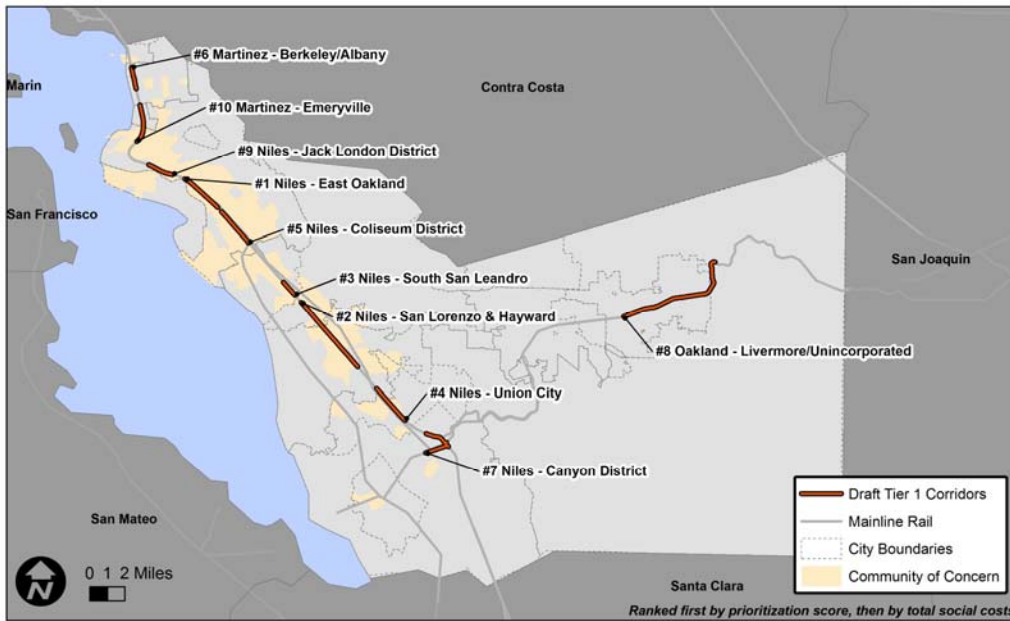 #6 Martinez - Berkeley/Albany
Marin
Contra Costa
#10 Martinez - Emeryville
#9 Niles - Jack London District
#1 Niles - East Oakland
San Francisco
#5 Niles - Coliseum District
San Joaquin
#3 Niles - South San Leandro
#2 Niles - San Lorenzo & Hayward
#8 Oakland - Livermore/Unincorporated
#4 Niles - Union City
#7 Niles - Canyon District
San Mateo
Draft Tier 1 Corridors
Mainline Rail
City Boundaries
Community of Concern
N
0 1 2 Miles
Santa Clara
Ranked first by prioritization score, then by total social costs